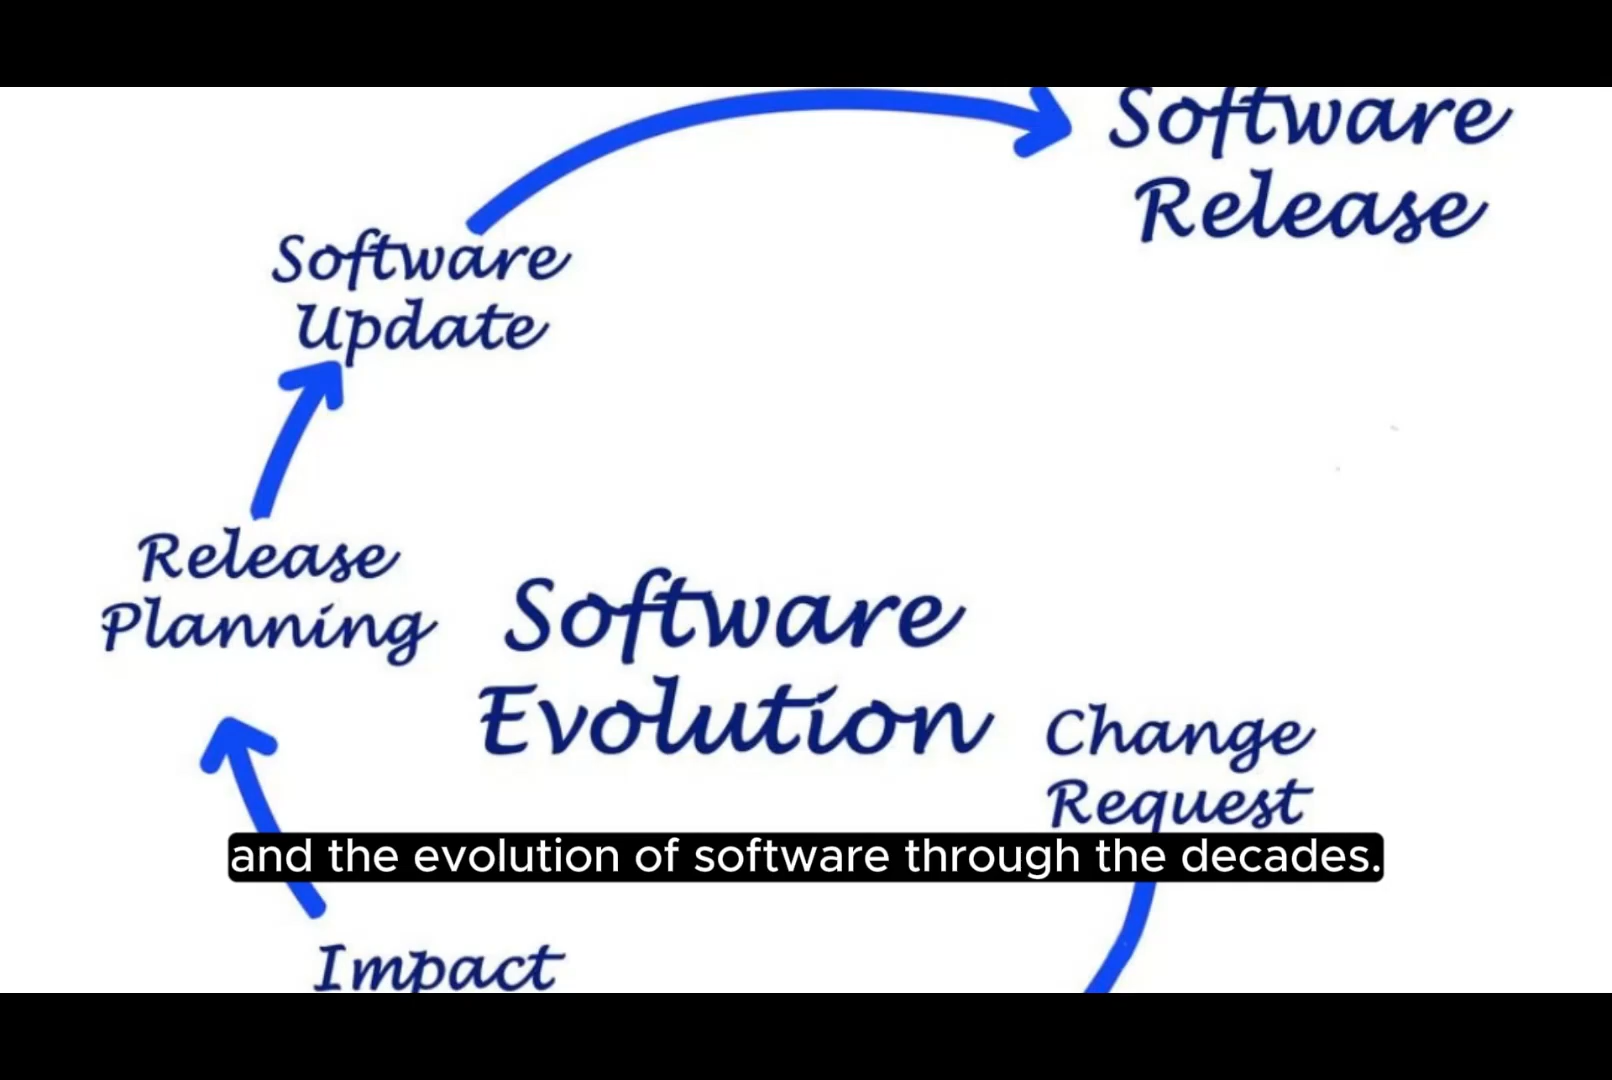 Software
Release
Software
Update
Release
Planning
Software
Evolution
Change
Request
and the evolution of software through the decades.
Impact